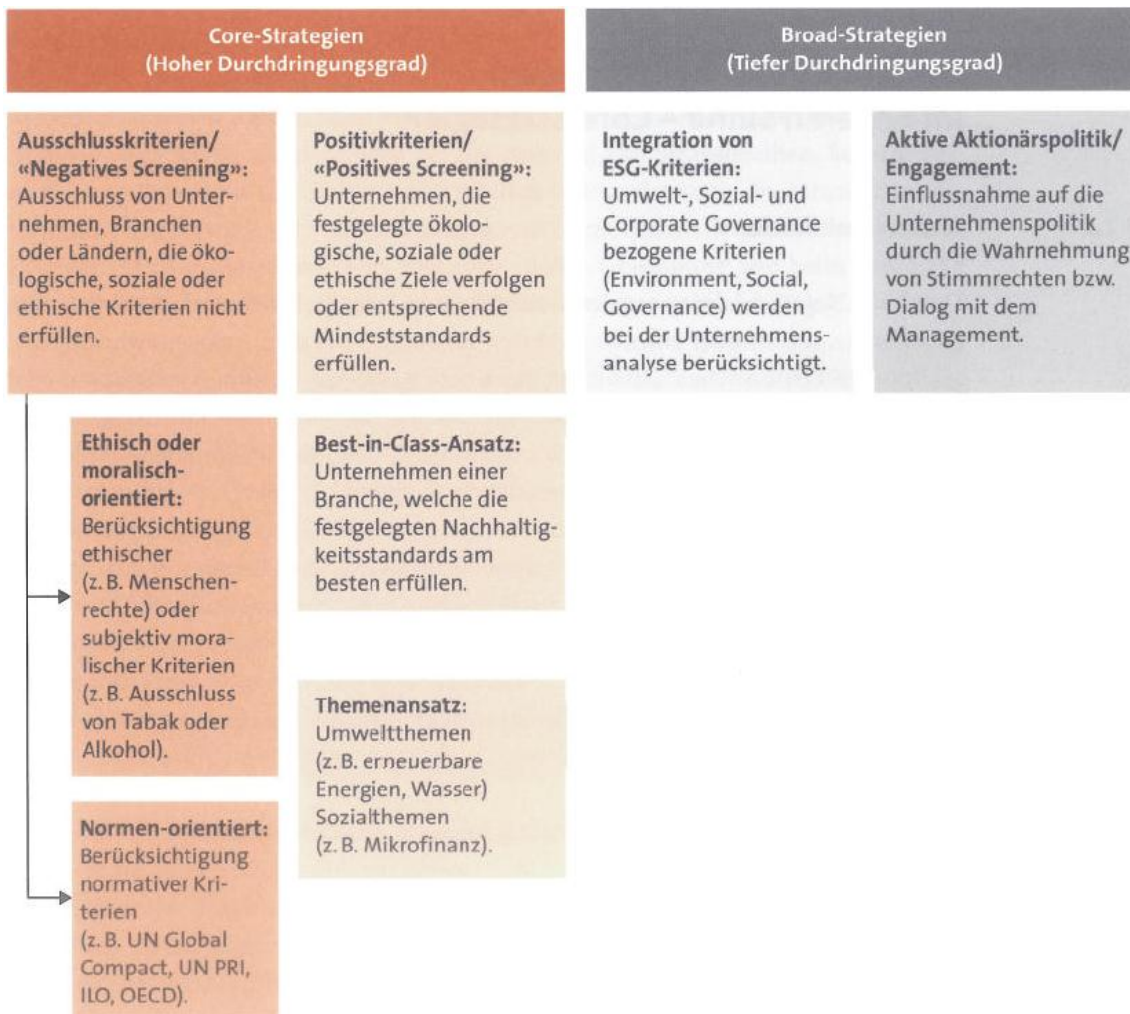 Core-Strategien
(Hoher Durchdringungsgrad)
Broad-Strategien
(Tiefer Durchdringungsgrad)
Ausschlusskriterien/
«Negatives Screening»:
Ausschluss von Unter-
nehmen, Branchen
oder Ländern, die öko-
logische, soziale oder
ethische Kriterien nicht
erfüllen.
Positivkriterien/
«Positives Screening»:
Unternehmen, die
festgelegte ökolo-
gische, soziale oder
ethische Ziele verfolgen
oder entsprechende
Mindeststandards
erfüllen.
Integration von
ESG-Kriterien:
Umwelt-, Sozial- und
Corporate Governance
bezogene Kriterien
(Environment, Social,
Governance) werden
bei der Unternehmens-
analyse berücksichtigt.
Aktive Aktionärspolitik/
Engagement:
Einflussnahme auf die
Unternehmenspolitik
durch die Wahrnehmung
von Stimmrechten bzw.
Dialog mit dem
Management.
Ethisch oder
moralisch-
orientiert:
Berücksichtigung
ethischer
(z. B. Menschen-
rechte) oder
subjektiv mora-
lischer Kriterien
(z. B. Ausschluss
von Tabak oder
Alkohol).
Best-in-Class-Ansatz:
Unternehmen einer
Branche, welche die
festgelegten Nachhaltig-
keitsstandards am
besten erfüllen.
Themenansatz:
Umweltthemen
(z. B. erneuerbare
Energien, Wasser)
Sozialthemen
(z. B. Mikrofinanz).
Normen-orientiert:
Berücksichtigung
normativer Kri-
terien
(z. B. UN Global
Compact, UN PRI,
ILO, OECD).